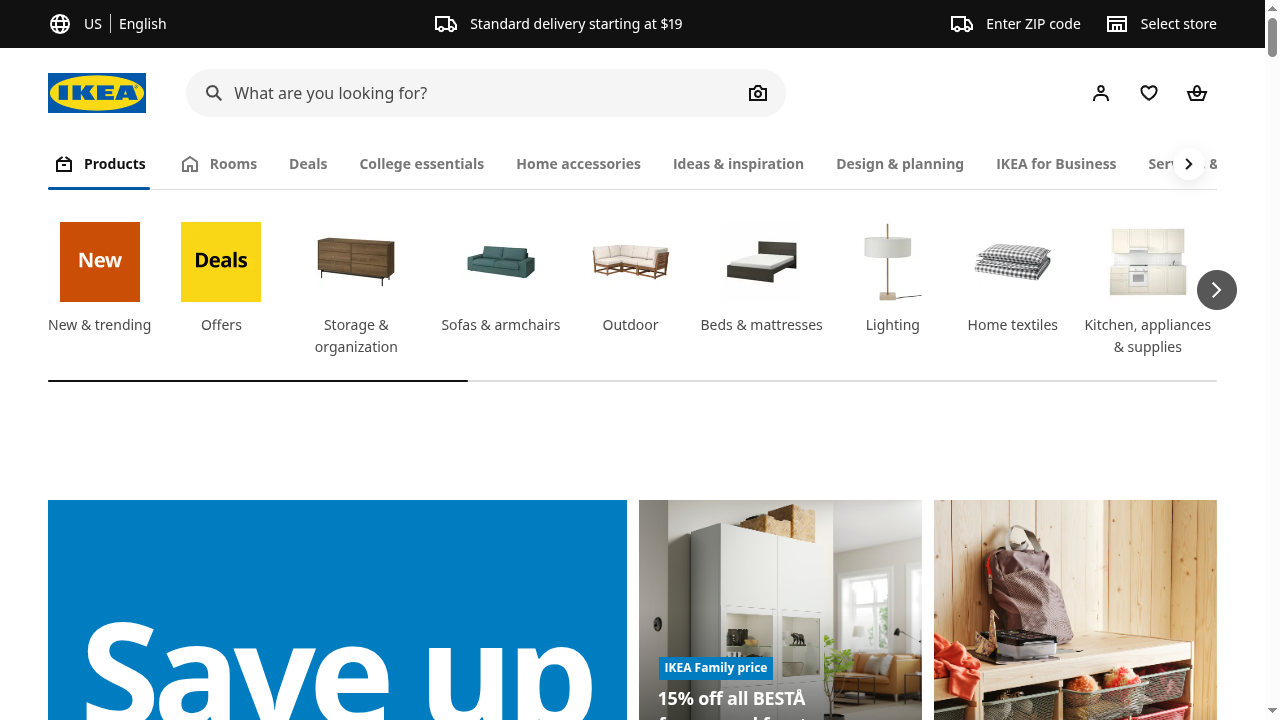 US English
Standard delivery starting at $19
Enter ZIP code
Select store
IKEA
What are you looking for?
Products
Rooms
Deals
College essentials
Home accessories
Ideas & inspiration
Design & planning
IKEA for Business
&
New
Deals
New & trending
Offers
Storage &
organization
Sofas & armchairs
Outdoor
Beds & mattresses
Lighting
Home textiles
Kitchen, appliances
& supplies
Save up
IKEA Family price
15% off all BESTÅ